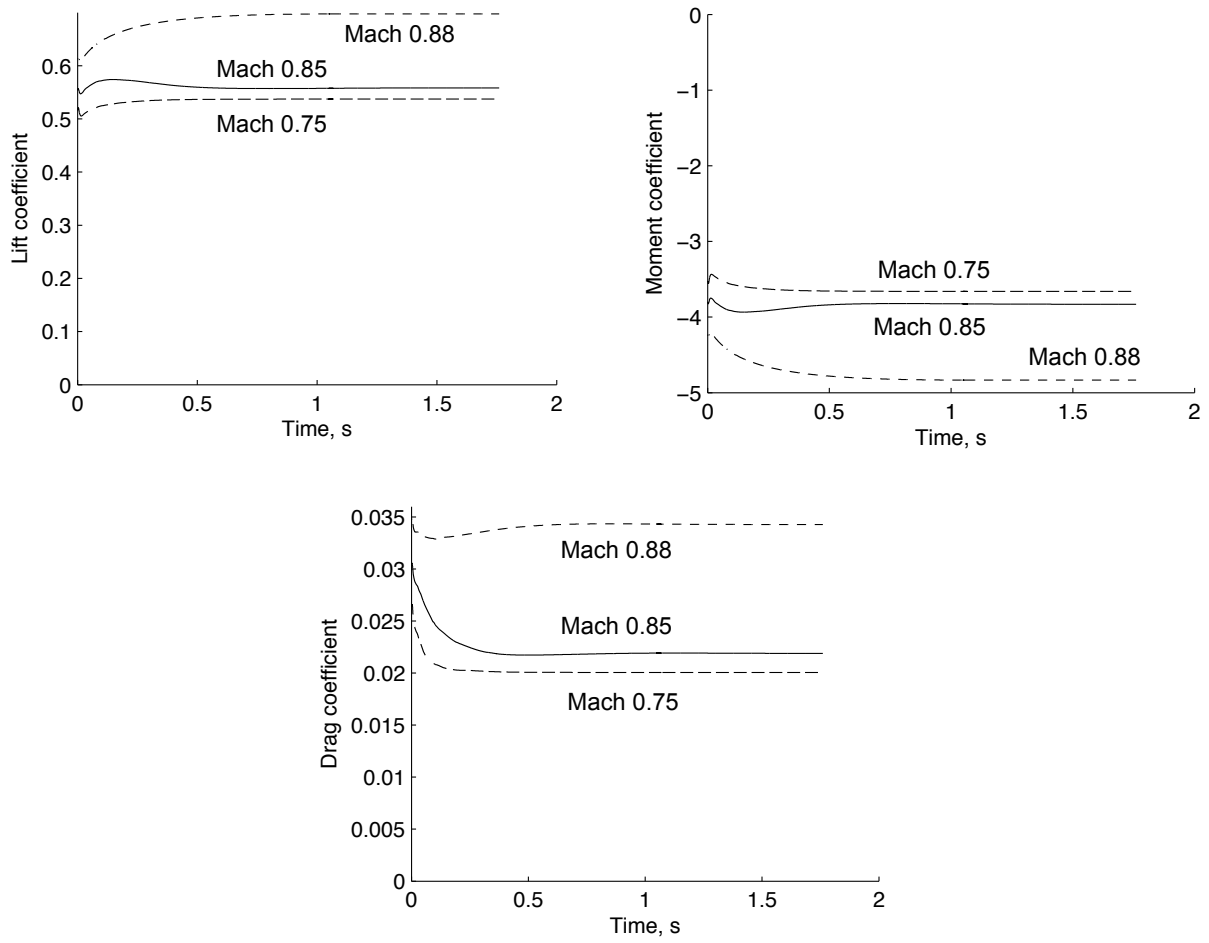 Lift coefficient
0.6
0.5
0.4
0.3
0.2
0.1
0
Mach 0.88
Mach 0.85
Mach 0.75
0 0.5 1 1.5 2
Time, s
Moment coefficient
0
−1
−2
−3
−4
−5
Mach 0.75
Mach 0.85
Mach 0.88
0 0.5 1 1.5 2
Time, s
Drag coefficient
0.035
0.03
0.025
0.02
0.015
0.01
0.005
0
Mach 0.88
Mach 0.85
Mach 0.75
0 0.5 1 1.5 2
Time, s